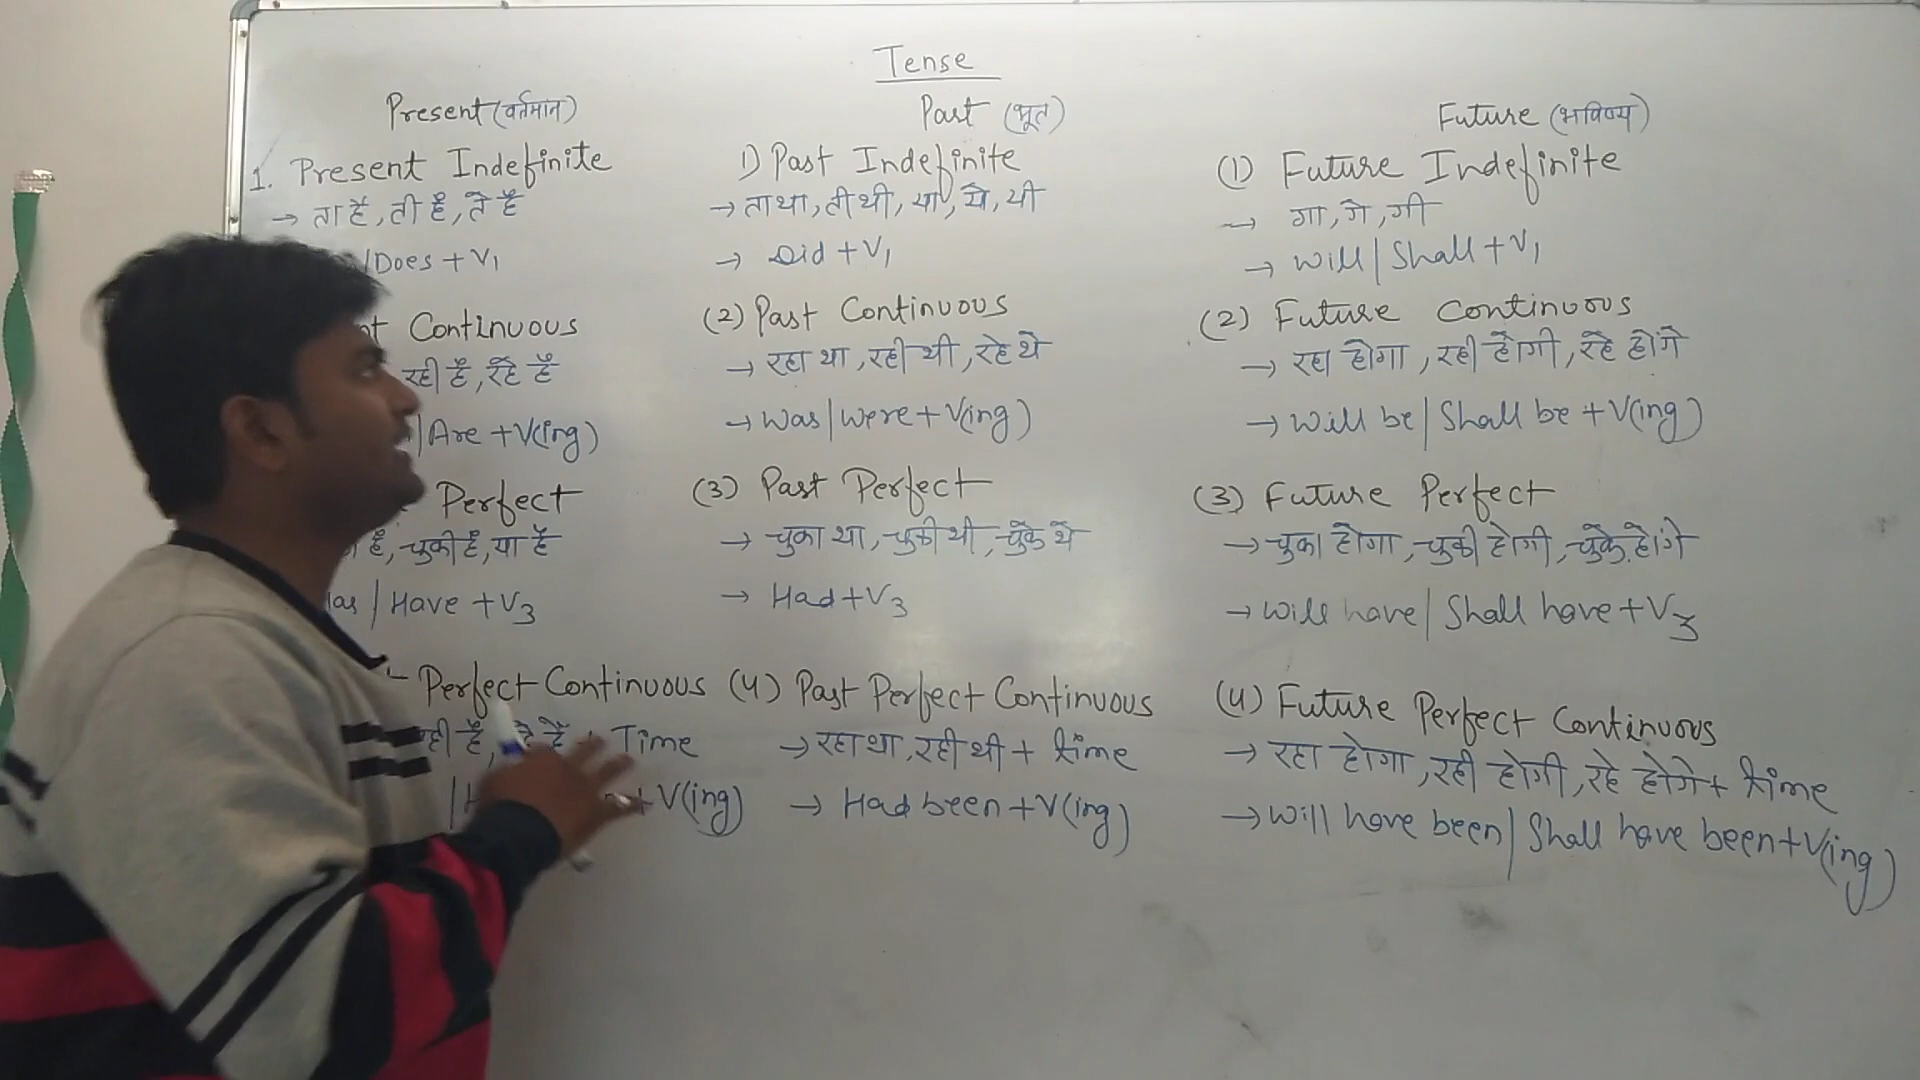 Tense
Present (वर्तमान)
1. Present Indefinite
→ ता है, ती है, ते है
/Does + V1
Continuous
रही है, रहे है
/Are + V(ing)
Perfect
है, चुकी है, या है
/ Have + V3
Perfect Continuous
है, + Time
+ V(ing)
Past (भूत)
1) Past Indefinite
→ ता था, ती थी, या, ये, यी
→ Did + V1
(2) Past Continuous
→ रहा था, रही थी, रहे थे
→ Was/Were + V(ing)
(3) Past Perfect
→ चुका था, चुकी थी, चुके थे
→ Had + V3
(4) Past Perfect Continuous
→ रहा था, रही थी + time
→ Had been + V(ing)
Future (भविष्य)
(1) Future Indefinite
→ गा, गे, गी
→ Will / Shall + V1
(2) Future Continuous
→ रहा होगा, रही होगी, रहे होंगे
→ Will be / Shall be + V(ing)
(3) Future Perfect
→ चुका होगा, चुकी होगी, चुके होंगे
→ Will have / Shall have + V3
(4) Future Perfect Continuous
→ रहा होगा, रही होगी, रहे होगे + time
→ Will have been / Shall have been + V(ing)